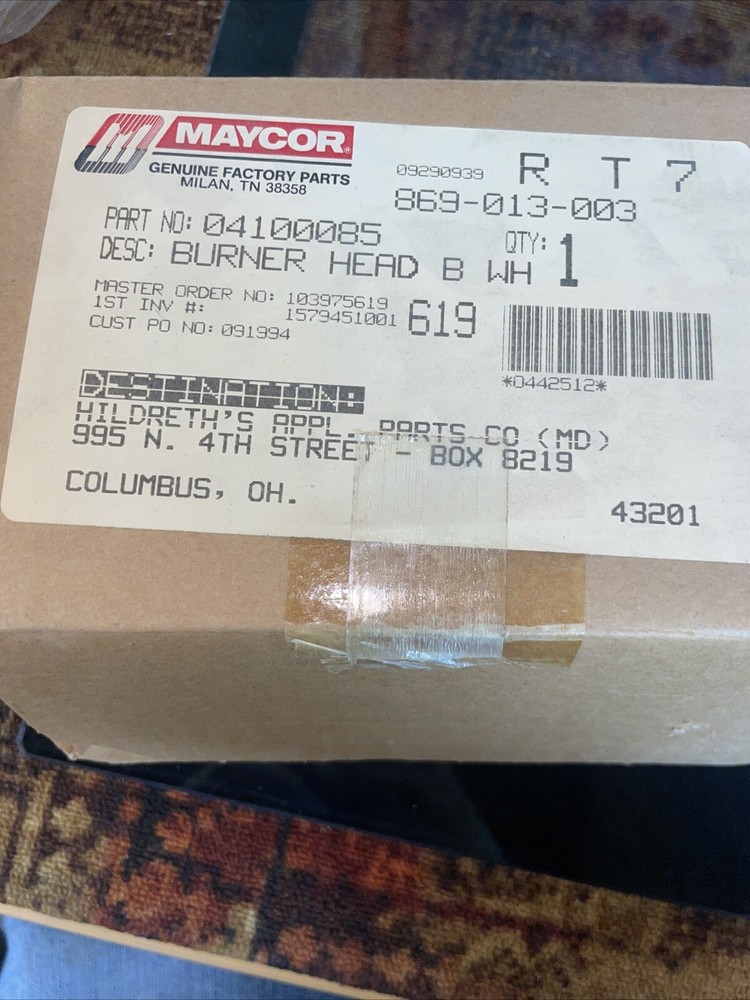 MAYCOR®
GENUINE FACTORY PARTS
MILAN, TN 38358
09290939 R T 7
869-013-003
PART NO: 04100085
QTY: 1
DESC: BURNER HEAD B WH
MASTER ORDER NO: 103975619
1ST INV #: 1579451001
619
CUST PO NO: 091994
*0442512*
DESTINATION:
HILDRETH'S APPL. PARTS CO (MD)
995 N. 4TH STREET - BOX 8219
COLUMBUS, OH. 43201